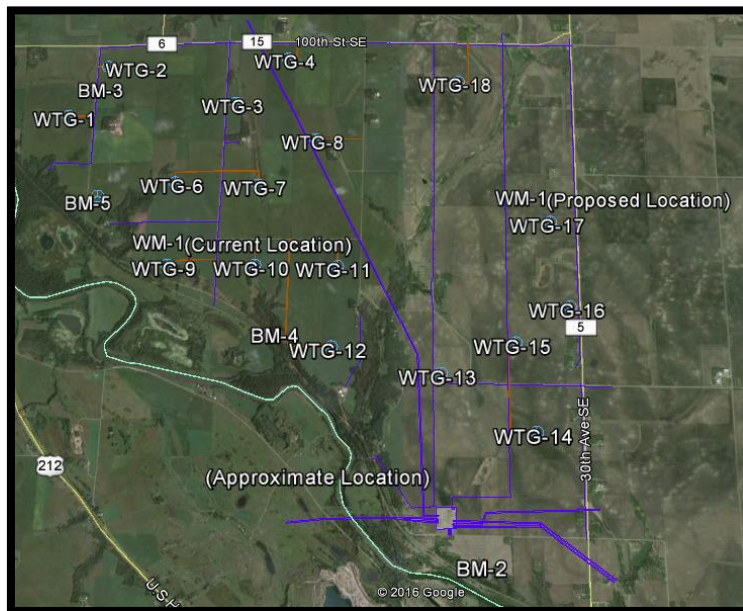 6
15
100th St SE
WTG-2
WTG-4
BM-3
WTG-18
WTG-3
WTG-1
WTG-8
WTG-6
WTG-7
BM-5
WM-1 (Proposed Location)
WTG-17
WM-1 (Current Location)
WTG-9
WTG-10
WTG-11
WTG-16
5
BM-4
WTG-12
WTG-15
WTG-13
30th Ave SE
WTG-14
212
(Approximate Location)
U-S-H
BM-2
© 2016 Google